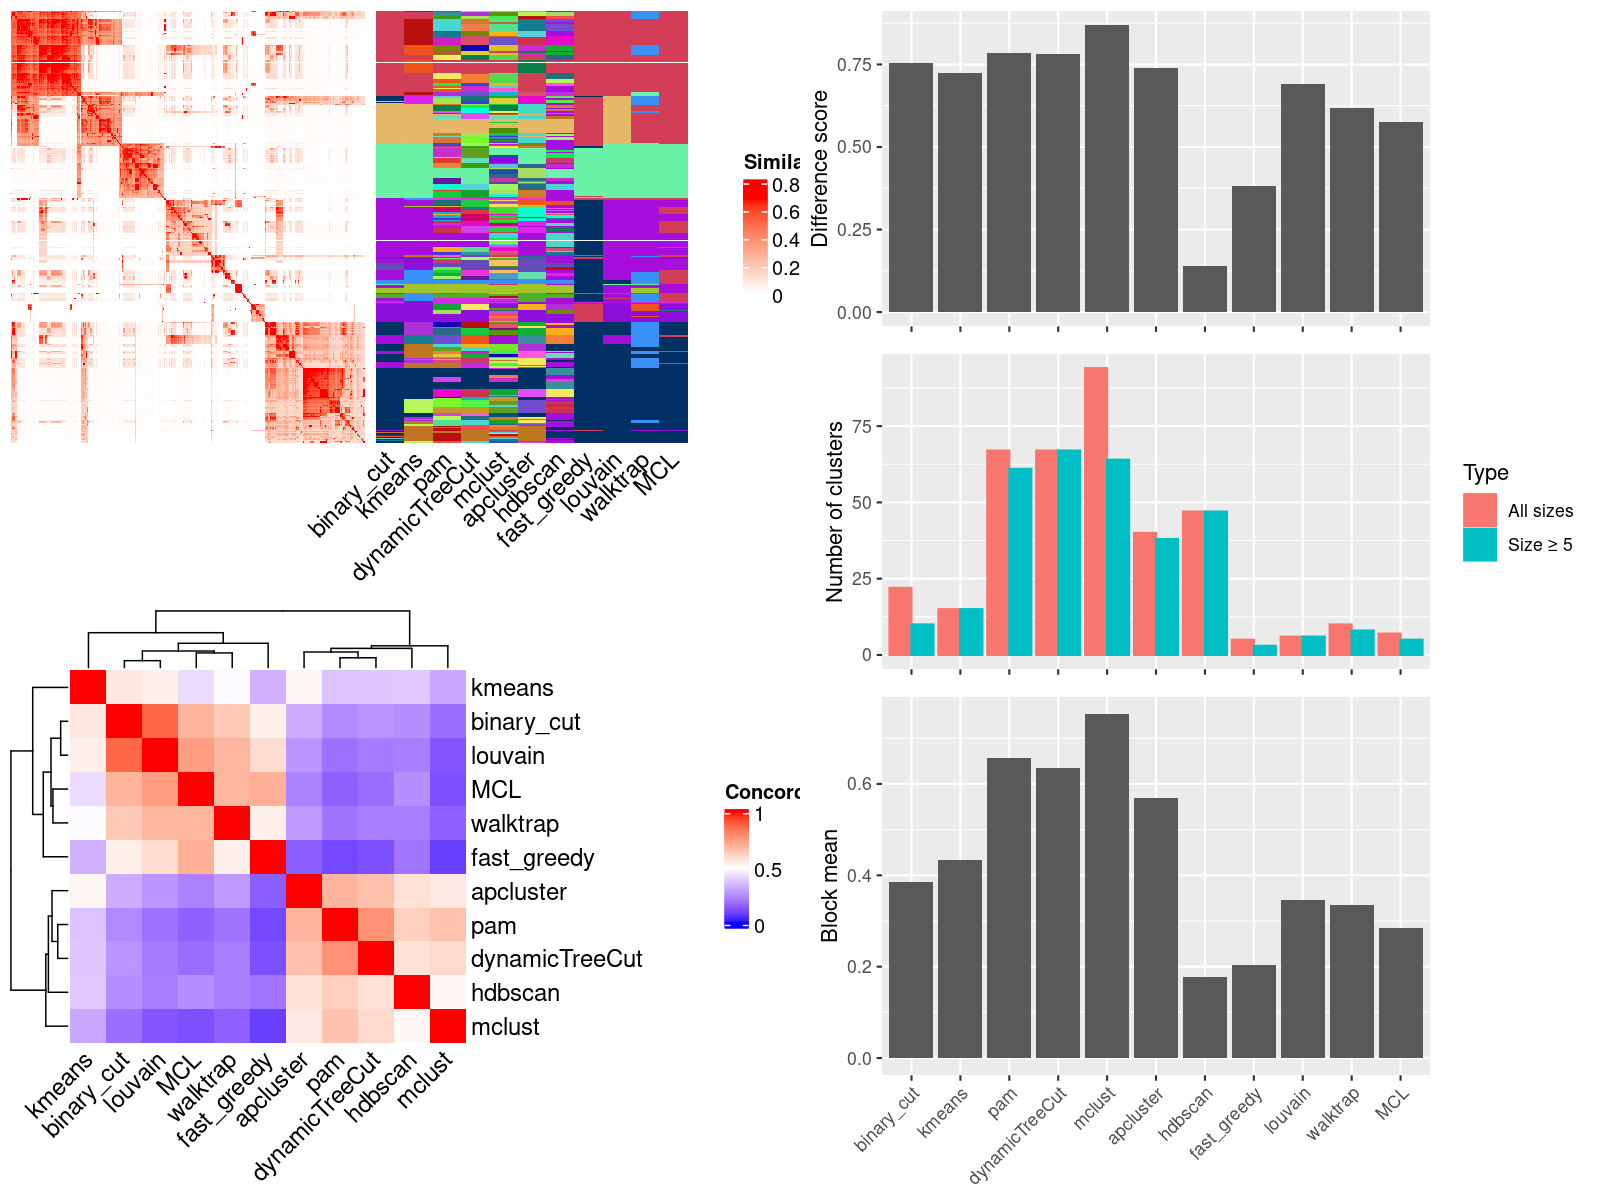 Simila
0.8
0.6
0.4
0.2
0
binary_cut
kmeans
pam
dynamicTreeCut
mclust
apcluster
hdbscan
fast_greedy
louvain
walktrap
MCL
kmeans
binary_cut
louvain
MCL
walktrap
fast_greedy
apcluster
pam
dynamicTreeCut
hdbscan
mclust
kmeans
binary_cut
louvain
MCL
walktrap
fast_greedy
apcluster
pam
dynamicTreeCut
hdbscan
mclust
Concord
1
0.5
0
Difference score
0.75
0.50
0.25
0.00
Number of clusters
75
50
25
0
Type
All sizes
Size ≥ 5
Block mean
0.6
0.4
0.2
0.0
binary_cut
kmeans
pam
dynamicTreeCut
mclust
apcluster
hdbscan
fast_greedy
louvain
walktrap
MCL